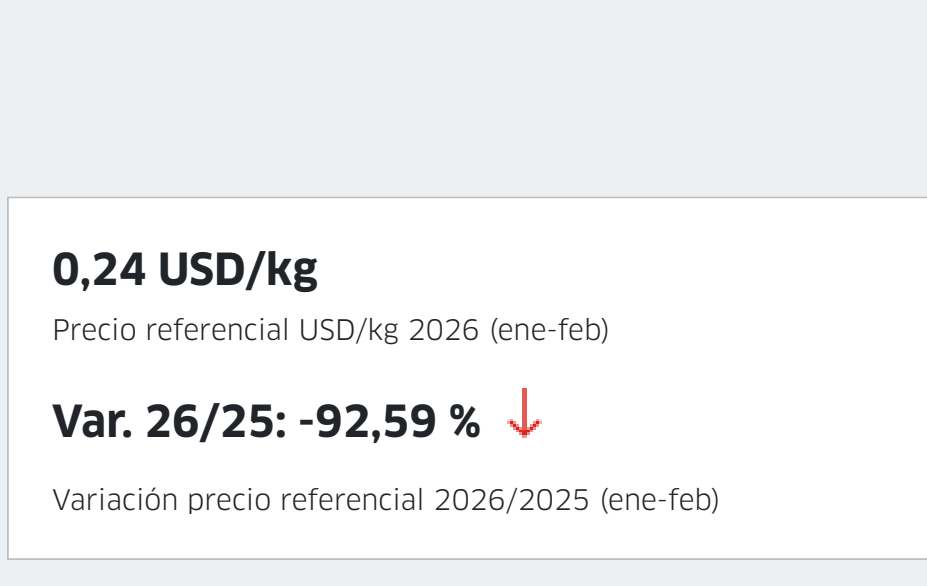 0,24 USD/kg
Precio referencial USD/kg 2026 (ene-feb)
Var. 26/25: -92,59 %
Variación precio referencial 2026/2025 (ene-feb)